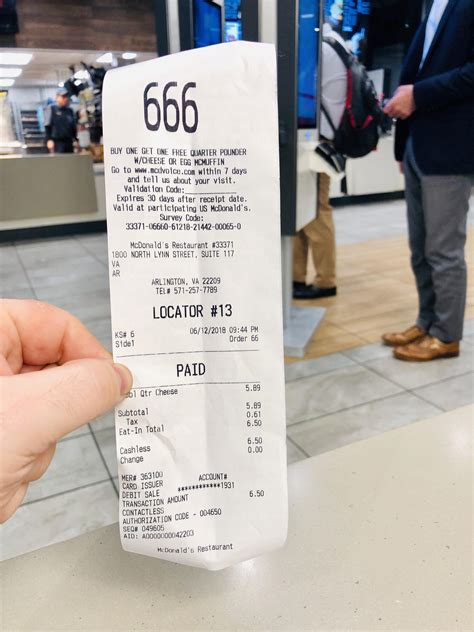 666
BUY ONE GET ONE FREE QUARTER POUNDER
W/CHEESE OR EGG MCMUFFIN
Go to www.mcdvoice.com within 7 days
and tell us about your visit.
Validation Code:
Expires 30 days after receipt date.
Valid at participating US McDonald's.
Survey Code:
33371-06660-61218-21442-00065-0
McDonald's Restaurant #33371
1800 NORTH LYNN STREET, SUITE 117
VA
AR
ARLINGTON, VA 22209
TEL# 571-257-7789
LOCATOR #13
KS# 6 06/12/2018 09:44 PM
Side1 Order 66
PAID
Qtr Cheese 5.89
Subtotal 5.89
Tax 0.61
Eat-In Total 6.50
Cashless 6.50
Change 0.00
MER# 363100
CARD ISSUER ACCOUNT#
DEBIT SALE ************1931
TRANSACTION AMOUNT 6.50
CONTACTLESS
AUTHORIZATION CODE - 004650
SEQ# 049605
AID: A0000000042203
McDonald's Restaurant